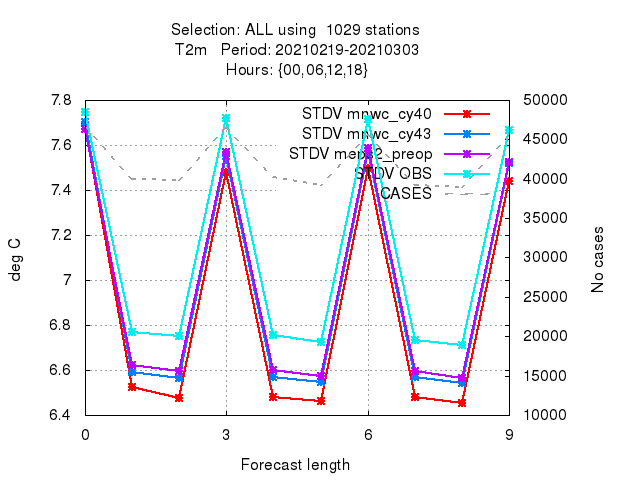 Selection: ALL using  1029 stations
T2m   Period: 20210219-20210303
Hours: {00,06,12,18}
7.8
7.6
7.4
7.2
7
6.8
6.6
6.4
deg C
STDV mnwc_cy40
STDV mnwc_cy43
STDV OBS
CASES
50000
45000
40000
35000
30000
25000
20000
15000
10000
No cases
0
3
6
9
Forecast length